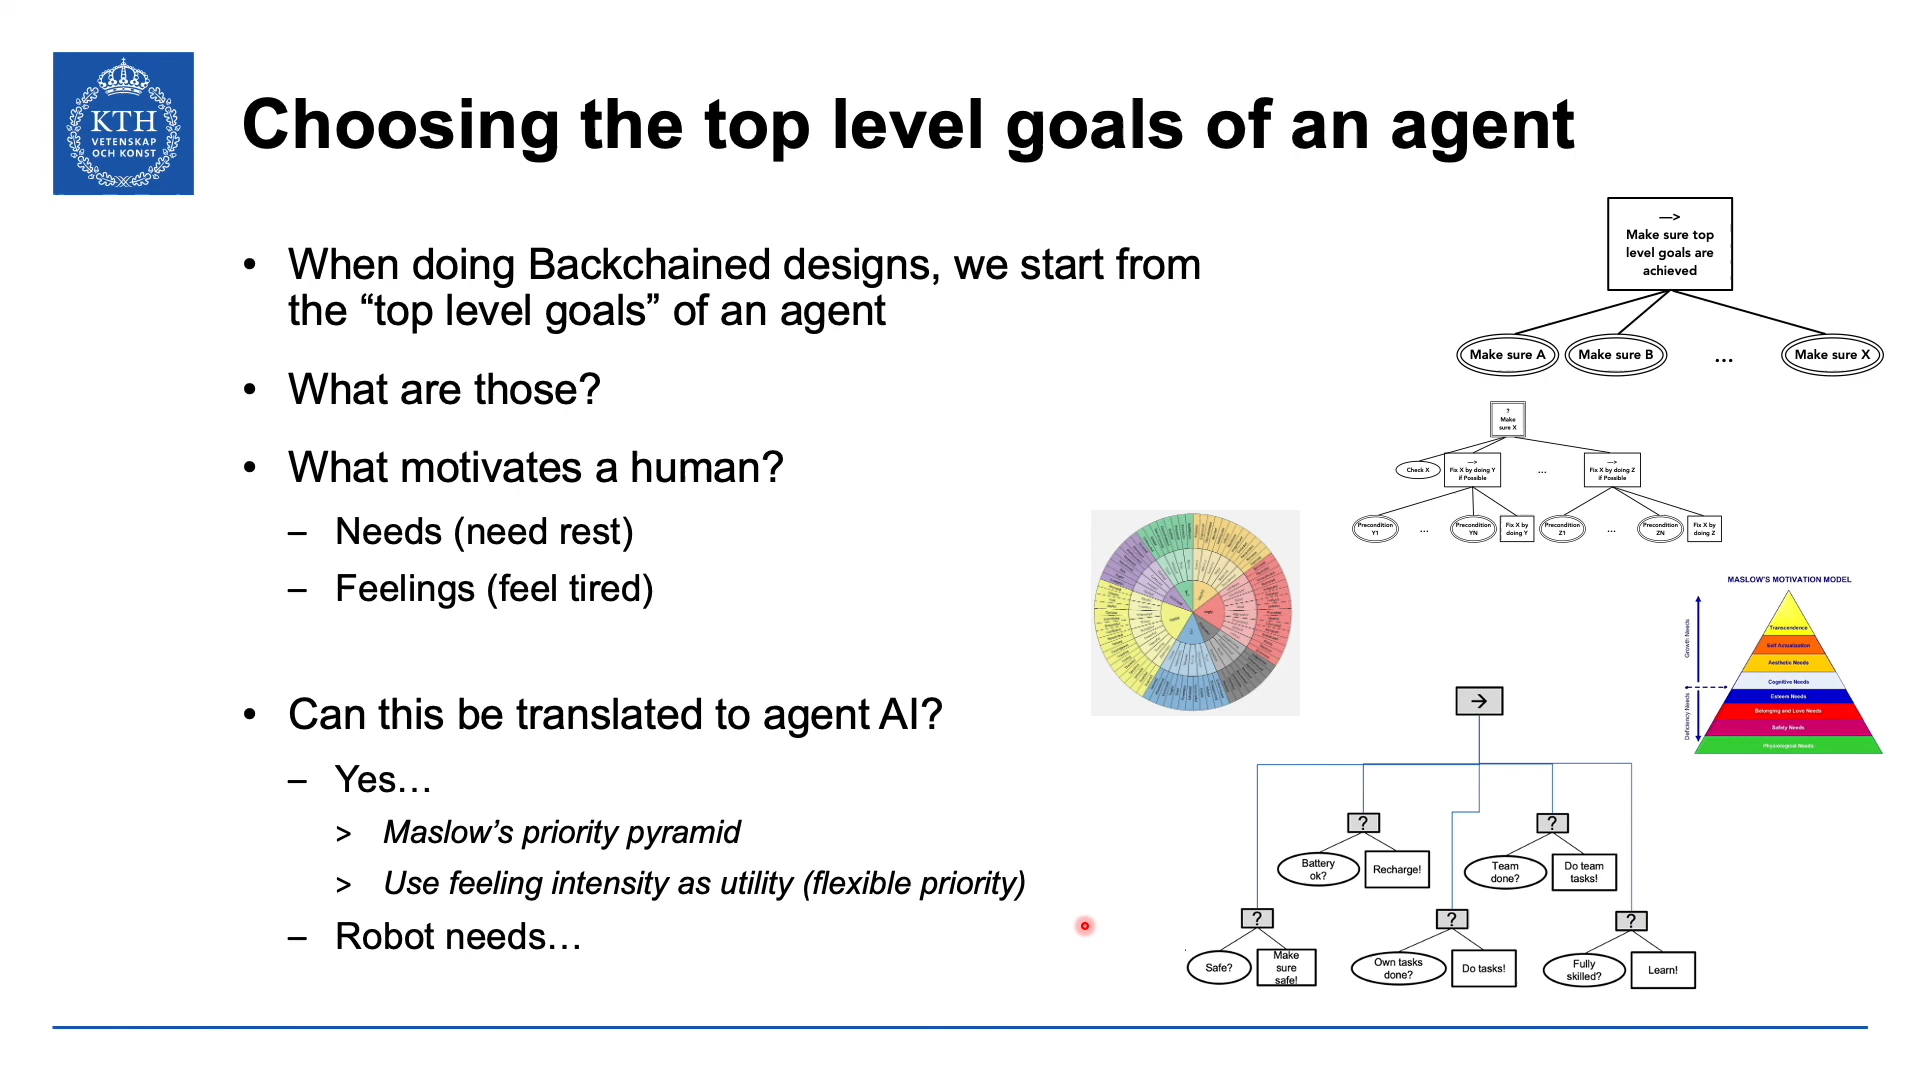 KTH
VETENSKAP
OCH KONST
Choosing the top level goals of an agent
• When doing Backchained designs, we start from
the “top level goals” of an agent
• What are those?
• What motivates a human?
– Needs (need rest)
– Feelings (feel tired)
• Can this be translated to agent AI?
– Yes…
> Maslow’s priority pyramid
> Use feeling intensity as utility (flexible priority)
– Robot needs…
—>
Make sure top
level goals are
achieved
Make sure A
Make sure B
...
Make sure X
?
Make
sure X
Check X
—>
Fix X by doing Y
if Possible
...
—>
Fix X by doing Z
if Possible
Precondition
Y1
...
Precondition
YN
Fix X by
doing Y
Precondition
Z1
...
Precondition
ZN
Fix X by
doing Z
MASLOW'S MOTIVATION MODEL
Growth Needs
Deficiency Needs
Transcendence
Self Actualization
Aesthetic Needs
Cognitive Needs
Esteem Needs
Belonging and Love Needs
Safety Needs
Physiological Needs
→
?
Battery
ok?
Recharge!
?
Team
done?
Do team
tasks!
?
Safe?
Make
sure
safe!
?
Own tasks
done?
Do tasks!
?
Fully
skilled?
Learn!